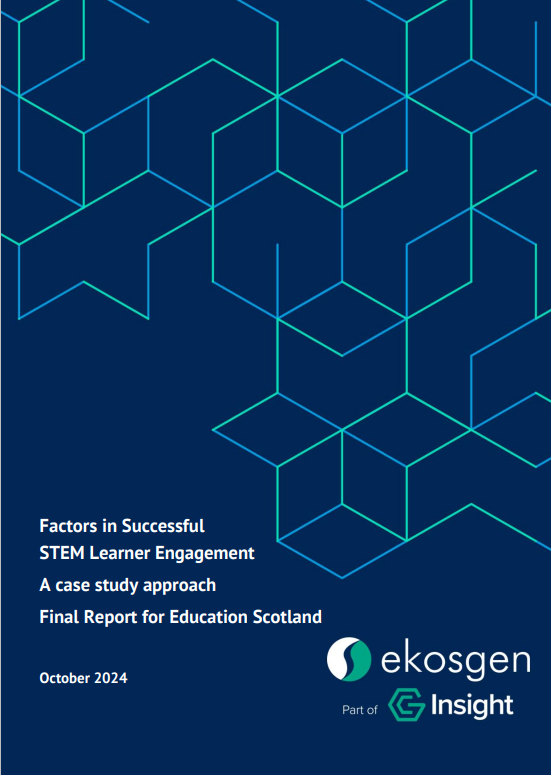 Factors in Successful
STEM Learner Engagement
A case study approach
Final Report for Education Scotland
October 2024
ekosgen
Part of Insight